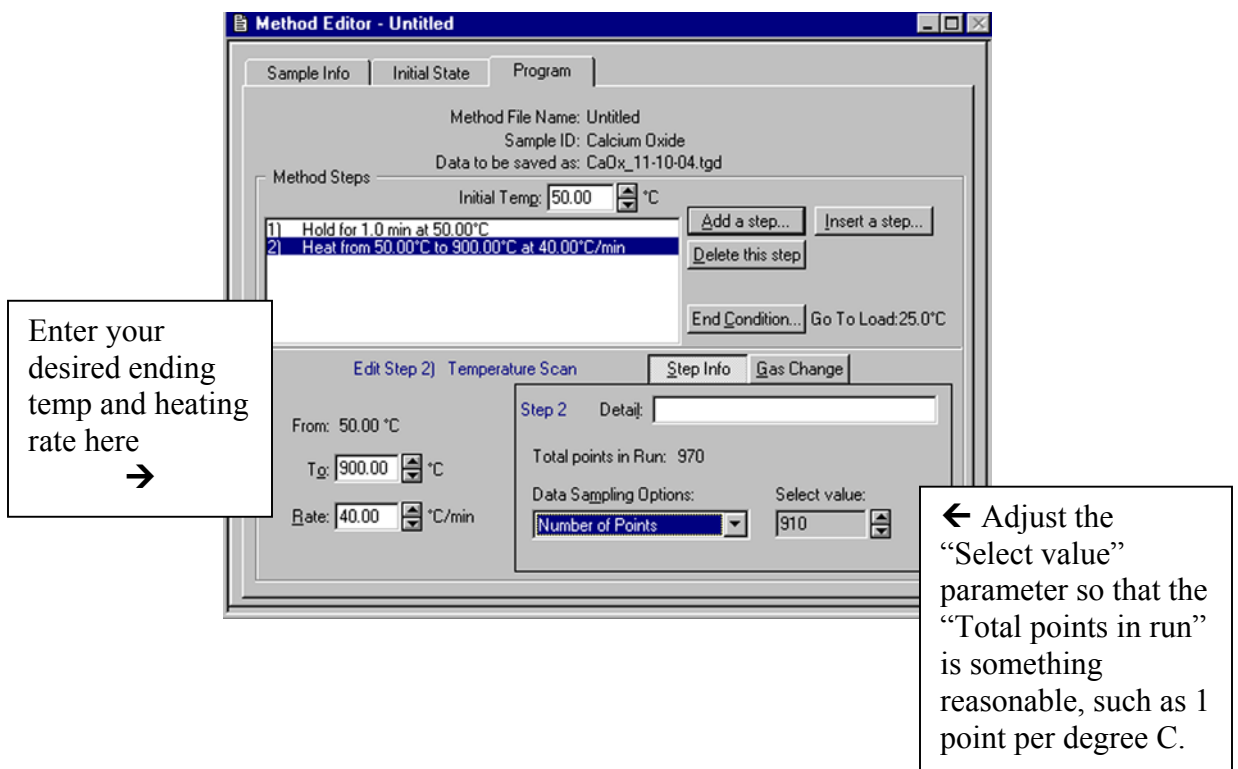 Method Editor - Untitled
Sample Info Initial State Program
Method File Name: Untitled
Sample ID: Calcium Oxide
Data to be saved as: CaOx_11-10-04.tgd
Method Steps
Initial Temp: 50.00 °C
1) Hold for 1.0 min at 50.00°C
2) Heat from 50.00°C to 900.00°C at 40.00°C/min
Add a step... Insert a step...
Delete this step
End Condition... Go To Load:25.0°C
Enter your
desired ending
temp and heating
rate here
→
Edit Step 2) Temperature Scan
Step Info Gas Change
From: 50.00 °C
To: 900.00 °C
Rate: 40.00 °C/min
Step 2 Detail:
Total points in Run: 970
Data Sampling Options: Select value:
Number of Points 910
← Adjust the
“Select value”
parameter so that the
“Total points in run”
is something
reasonable, such as 1
point per degree C.